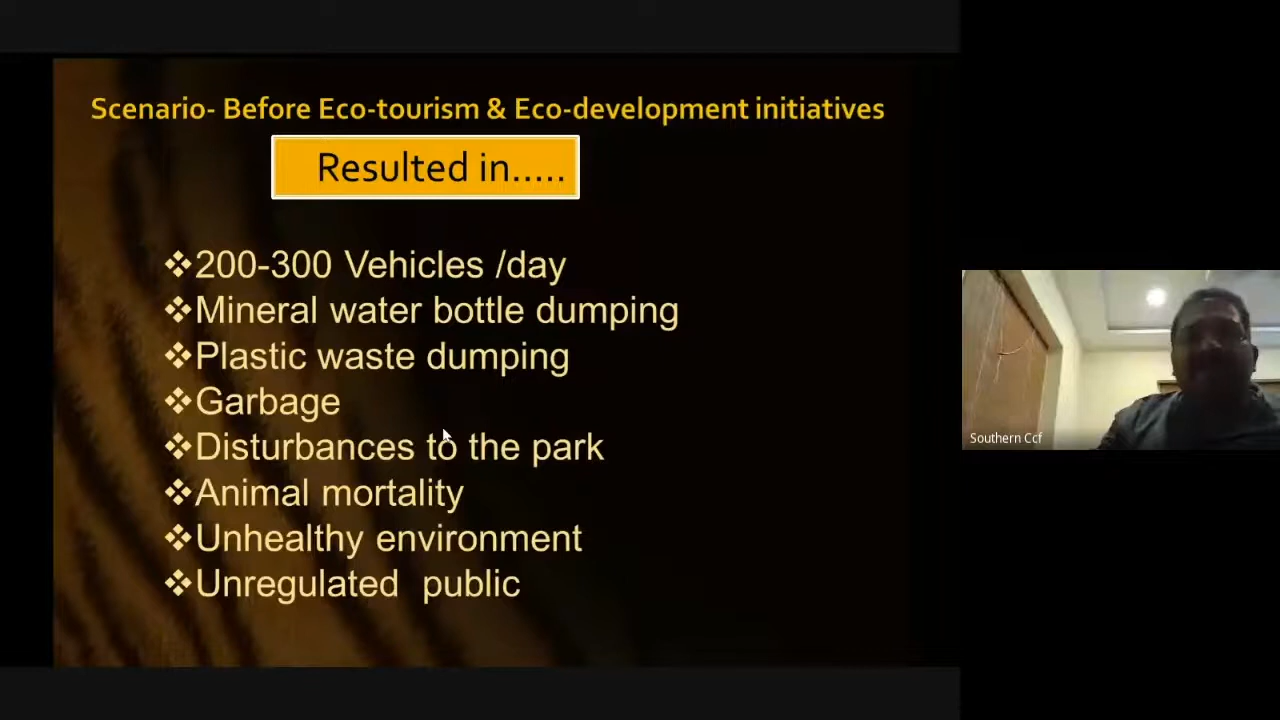 Scenario- Before Eco-tourism & Eco-development initiatives
Resulted in.....
❖200-300 Vehicles /day
❖Mineral water bottle dumping
❖Plastic waste dumping
❖Garbage
❖Disturbances to the park
❖Animal mortality
❖Unhealthy environment
❖Unregulated public
Southern Ccf